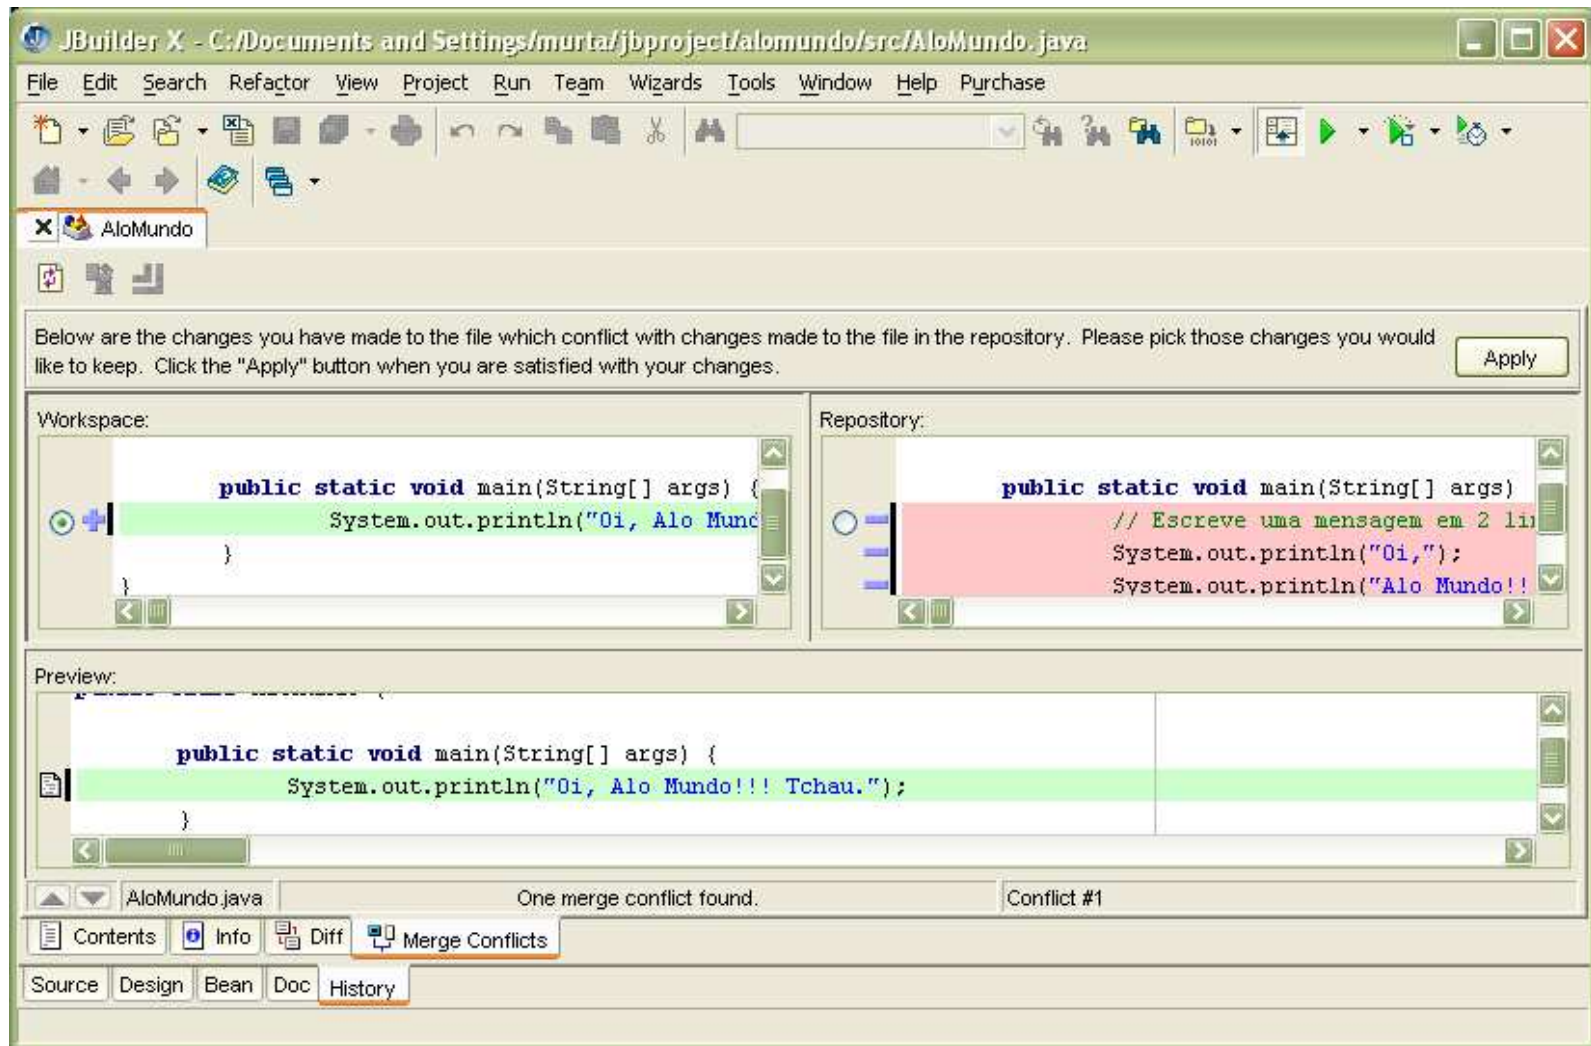 JBuilder X - C:/Documents and Settings/murta/jbproject/alomundo/src/AloMundo.java
File Edit Search Refactor View Project Run Team Wizards Tools Window Help Purchase
AloMundo
Below are the changes you have made to the file which conflict with changes made to the file in the repository. Please pick those changes you would
like to keep. Click the "Apply" button when you are satisfied with your changes.
Apply
Workspace:
public static void main(String[] args) {
System.out.println("Oi, Alo Mund
}
}
Repository:
public static void main(String[] args)
// Escreve uma mensagem em 2 li
System.out.println("Oi,");
System.out.println("Alo Mundo!!
Preview:
public static void main(String[] args) {
System.out.println("Oi, Alo Mundo!!! Tchau.");
}
AloMundo.java One merge conflict found. Conflict #1
Contents Info Diff Merge Conflicts
Source Design Bean Doc History